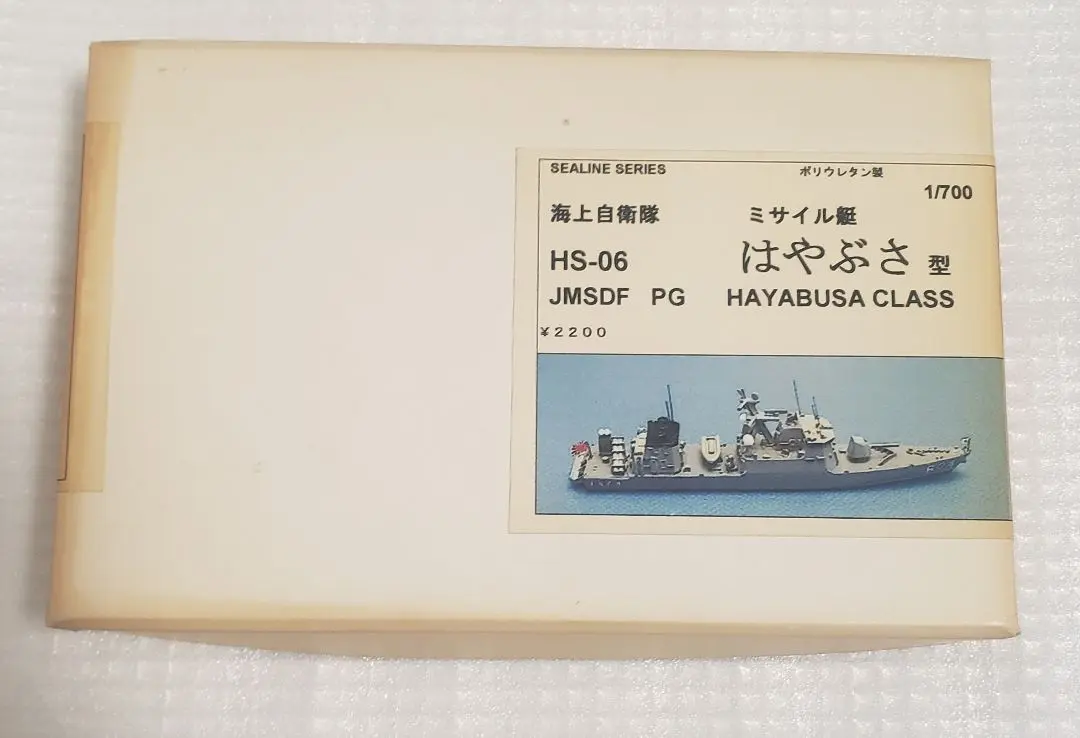 SEALINE SERIES ポリウレタン製
1/700
海上自衛隊 ミサイル艇
HS-06 はやぶさ 型
JMSDF PG HAYABUSA CLASS
¥2200